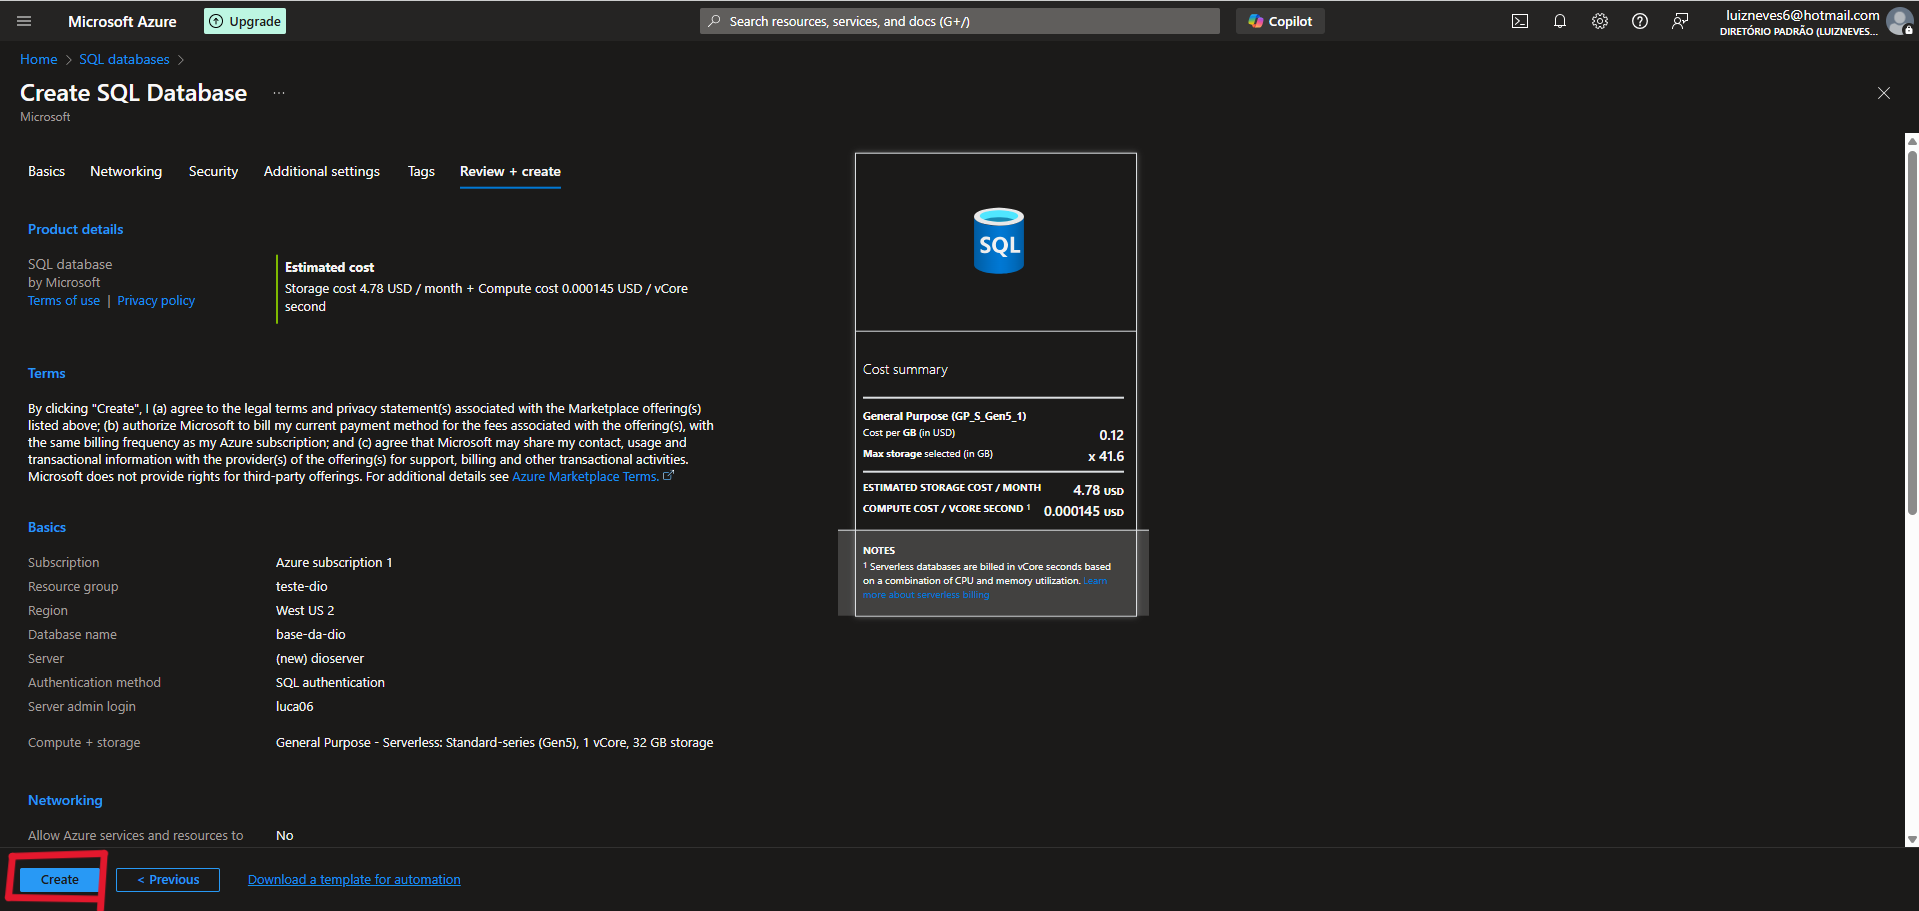 Microsoft Azure
Upgrade
Search resources, services, and docs (G+/)
Copilot
luizneves6@hotmail.com
DIRETÓRIO PADRÃO (LUIZNEVES...
Home > SQL databases >
Create SQL Database ...
Microsoft
Basics
Networking
Security
Additional settings
Tags
Review + create
Product details
SQL database
by Microsoft
Terms of use | Privacy policy
Estimated cost
Storage cost 4.78 USD / month + Compute cost 0.000145 USD / vCore
second
Terms
By clicking "Create", I (a) agree to the legal terms and privacy statement(s) associated with the Marketplace offering(s)
listed above; (b) authorize Microsoft to bill my current payment method for the fees associated with the offering(s), with
the same billing frequency as my Azure subscription; and (c) agree that Microsoft may share my contact, usage and
transactional information with the provider(s) of the offering(s) for support, billing and other transactional activities.
Microsoft does not provide rights for third-party offerings. For additional details see Azure Marketplace Terms.
Basics
Subscription Azure subscription 1
Resource group teste-dio
Region West US 2
Database name base-da-dio
Server (new) dioserver
Authentication method SQL authentication
Server admin login luca06
Compute + storage General Purpose - Serverless: Standard-series (Gen5), 1 vCore, 32 GB storage
Networking
Allow Azure services and resources to No
SQL
Cost summary
General Purpose (GP_S_Gen5_1)
Cost per GB (in USD) 0.12
Max storage selected (in GB) x 41.6
ESTIMATED STORAGE COST / MONTH 4.78 USD
COMPUTE COST / VCORE SECOND 1 0.000145 USD
NOTES
1 Serverless databases are billed in vCore seconds based
on a combination of CPU and memory utilization. Learn
more about serverless billing
Create
< Previous
Download a template for automation